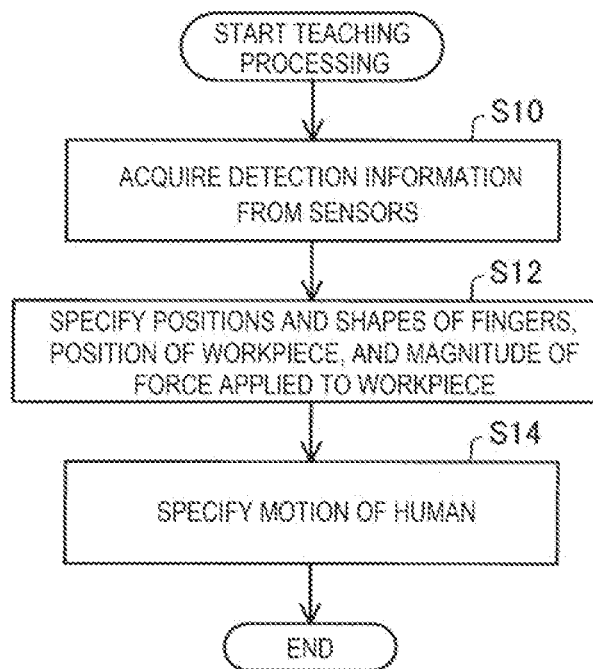 START TEACHING
PROCESSING
S10
ACQUIRE DETECTION INFORMATION
FROM SENSORS
S12
SPECIFY POSITIONS AND SHAPES OF FINGERS,
POSITION OF WORKPIECE, AND MAGNITUDE OF
FORCE APPLIED TO WORKPIECE
S14
SPECIFY MOTION OF HUMAN
END